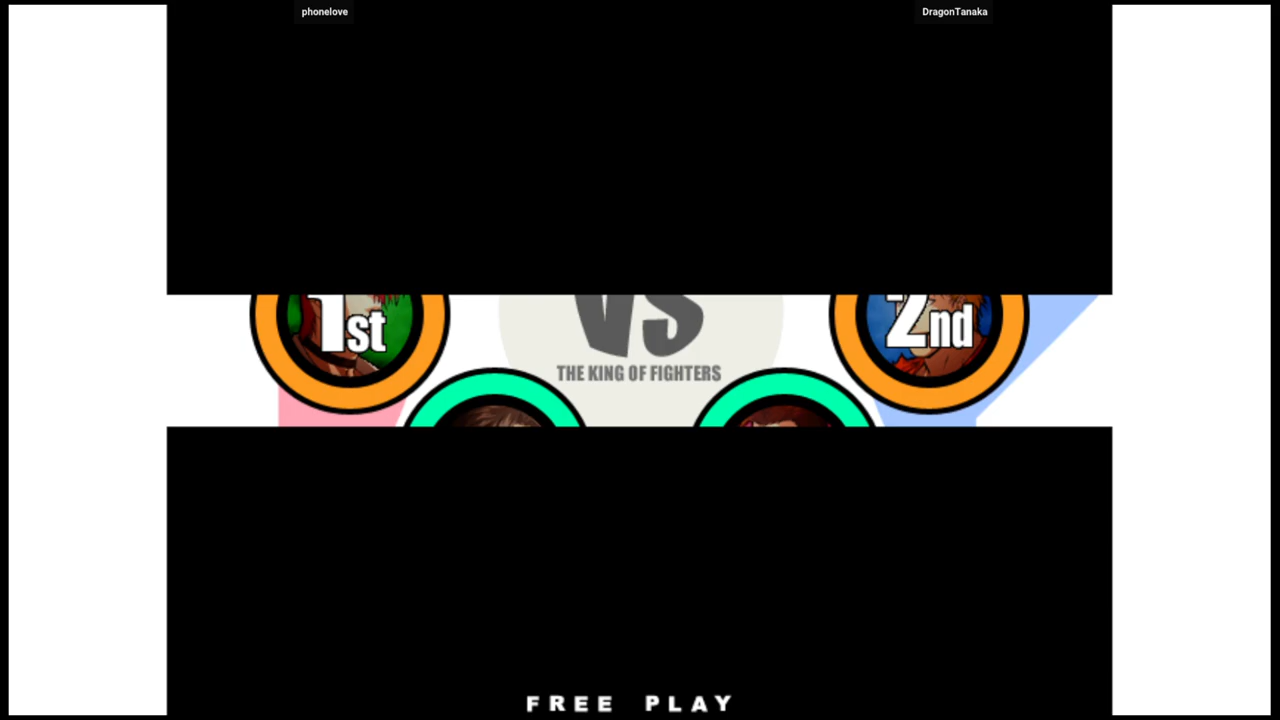 phonelove
DragonTanaka
1st
VS
2nd
THE KING OF FIGHTERS
FREE PLAY